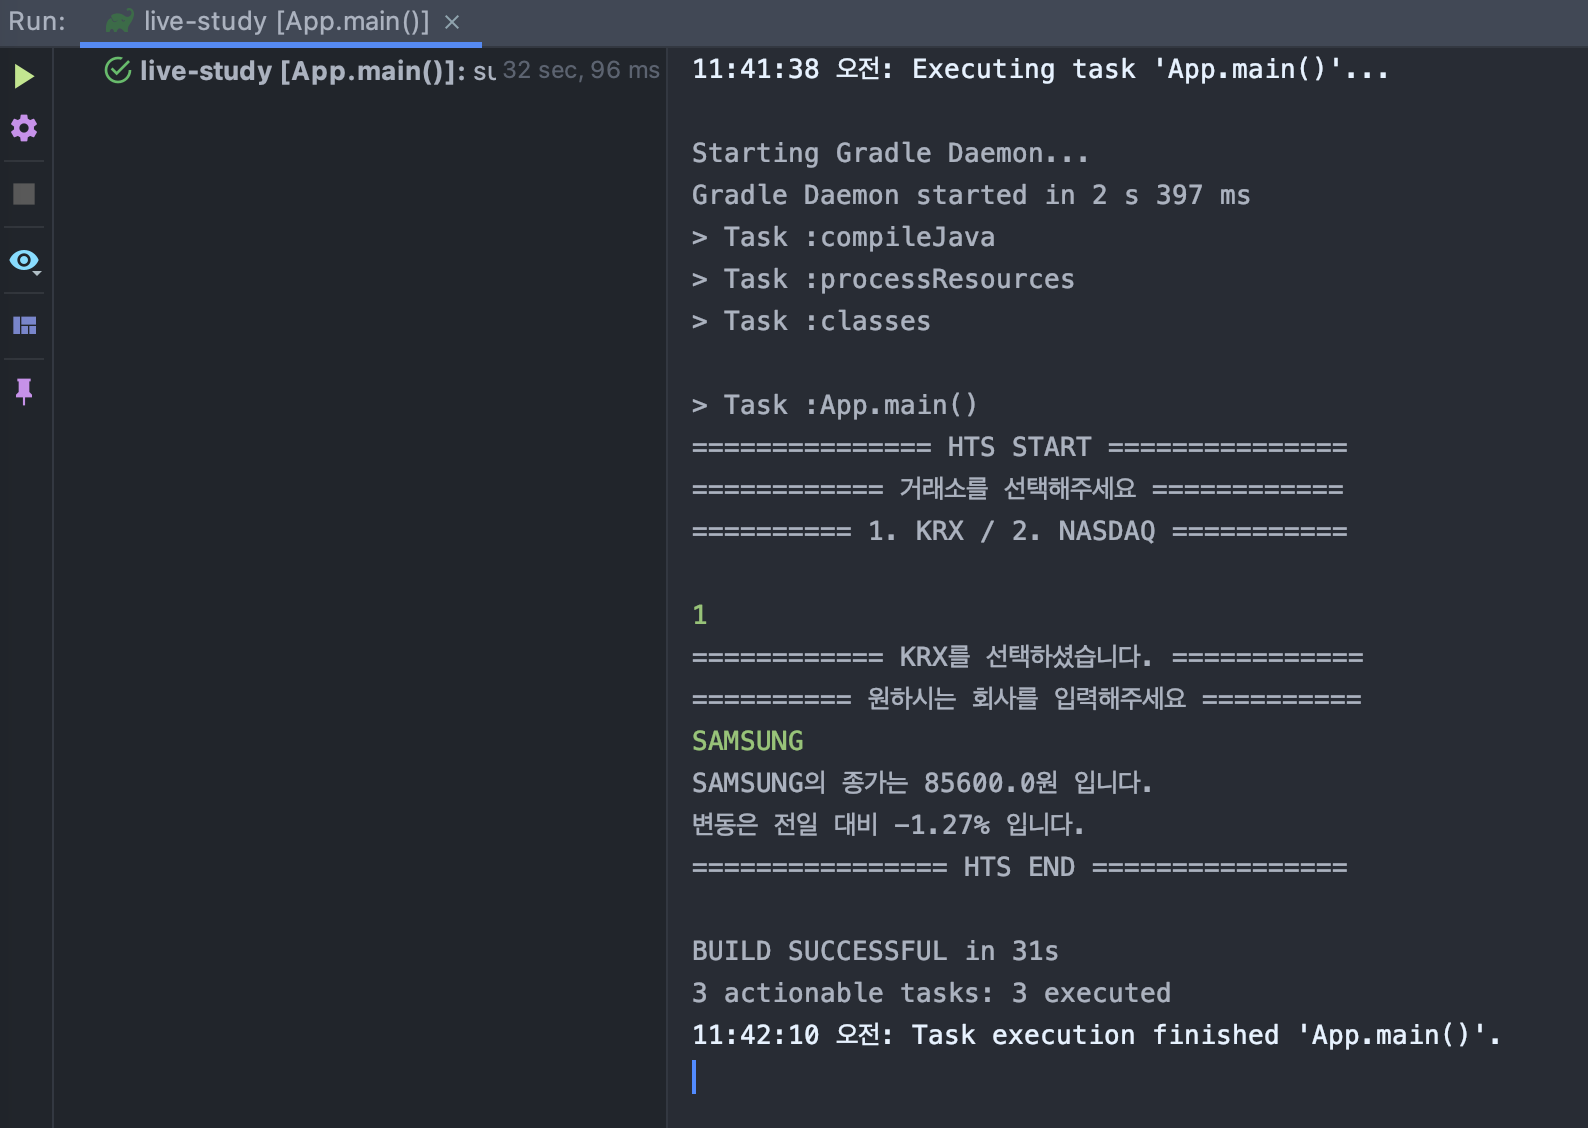 Run: live-study [App.main()] ×
live-study [App.main()]: su 32 sec, 96 ms
11:41:38 오전: Executing task 'App.main()'...
Starting Gradle Daemon...
Gradle Daemon started in 2 s 397 ms
> Task :compileJava
> Task :processResources
> Task :classes
> Task :App.main()
=============== HTS START ===============
============ 거래소를 선택해주세요 ============
========== 1. KRX / 2. NASDAQ ===========
1
============ KRX를 선택하셨습니다. ============
========== 원하시는 회사를 입력해주세요 ==========
SAMSUNG
SAMSUNG의 종가는 85600.0원 입니다.
변동은 전일 대비 -1.27% 입니다.
================ HTS END ================
BUILD SUCCESSFUL in 31s
3 actionable tasks: 3 executed
11:42:10 오전: Task execution finished 'App.main()'.